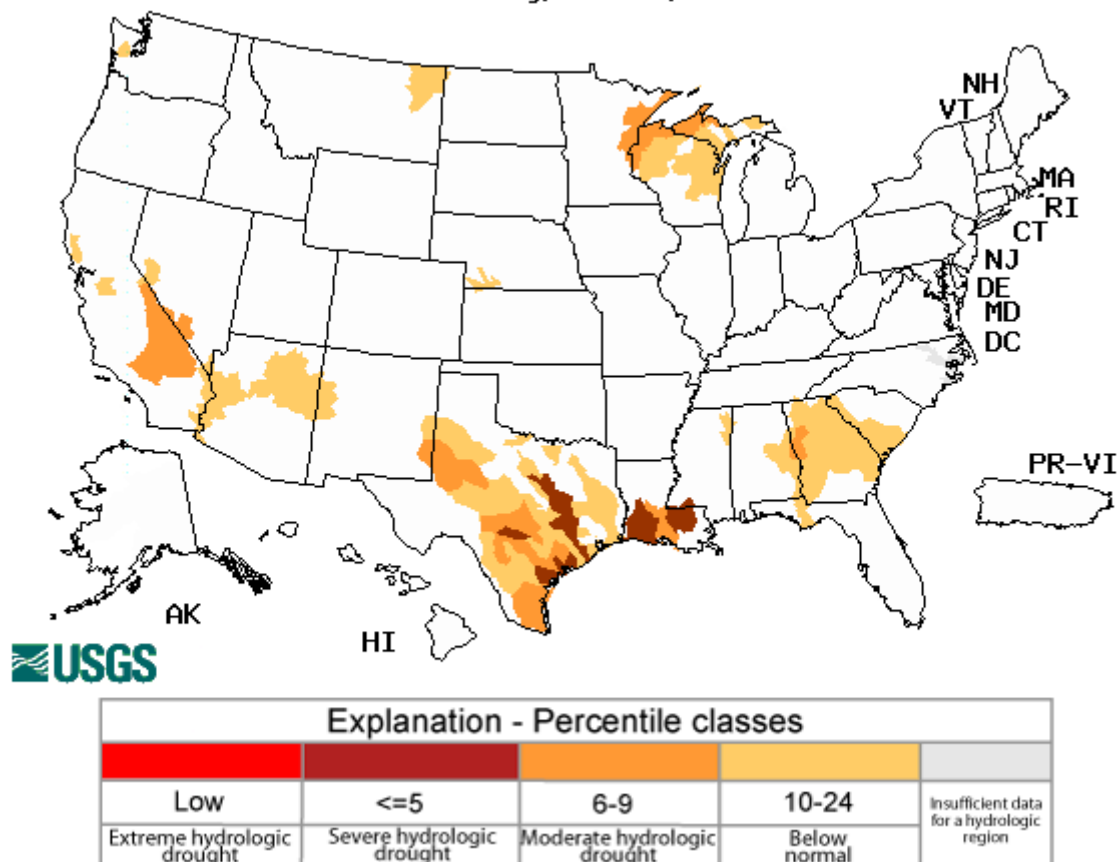 NH
VT
MA
RI
CT
NJ
DE
MD
DC
PR-VI
AK
HI
USGS
Explanation - Percentile classes
Low <=5 6-9 10-24 Insufficient data for a hydrologic region
Extreme hydrologic drought Severe hydrologic drought Moderate hydrologic drought Below normal